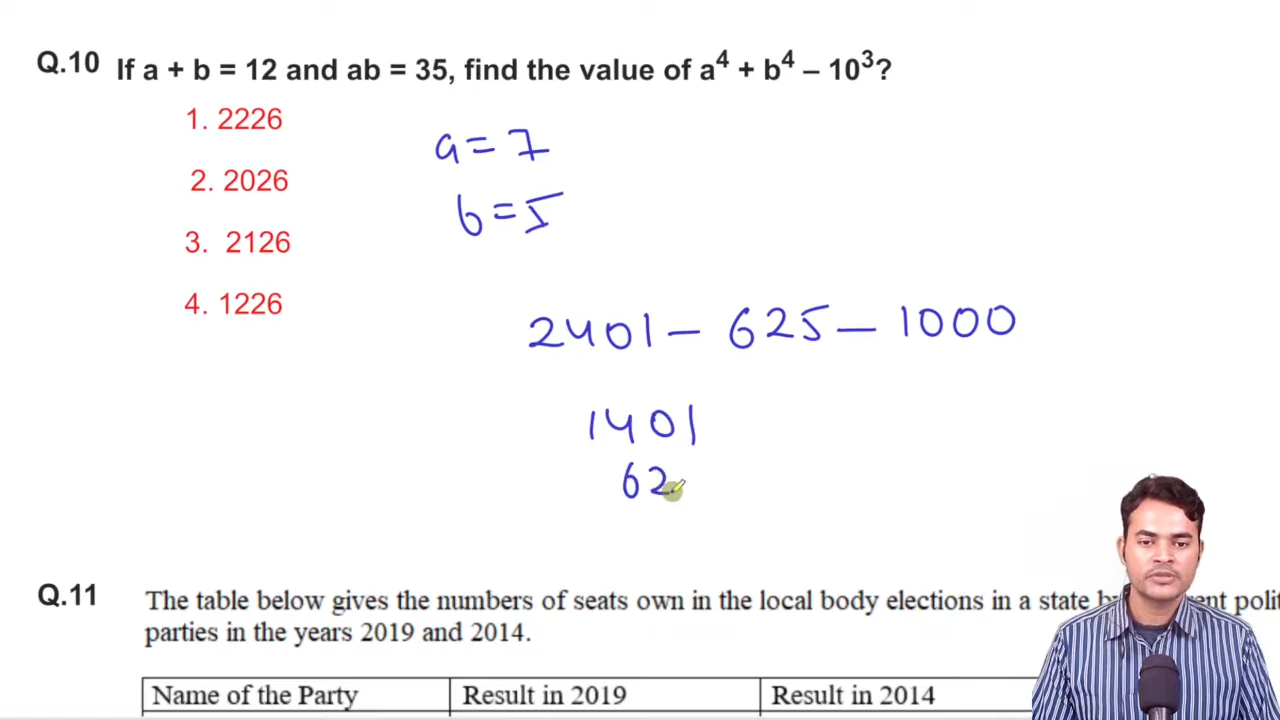 Q.10 If a + b = 12 and ab = 35, find the value of a⁴ + b⁴ – 10³?
1. 2226
2. 2026
3. 2126
4. 1226
a = 7
b = 5
2401 – 625 – 1000
1401
62
Q.11 The table below gives the numbers of seats own in the local body elections in a state polit
parties in the years 2019 and 2014.
Name of the Party Result in 2019 Result in 2014